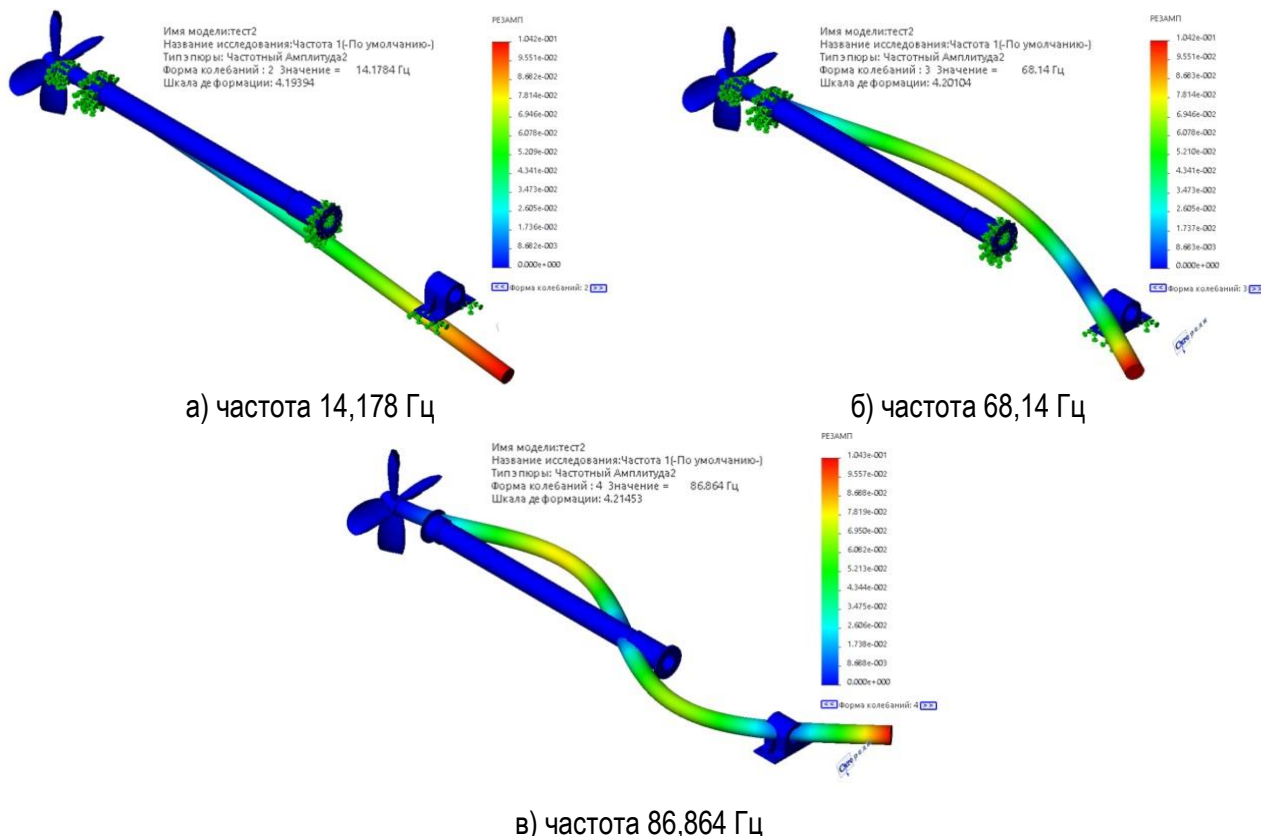 Имя модели:тест2
Название исследования:Частота 1(-По умолчанию-)
Тип эпюры: Частотный Амплитуда2
Форма колебаний : 2 Значение = 14.1784 Гц
Шкала деформации: 4.19394
РЕЗАМП
1.042e-001
9.551e-002
8.682e-002
7.814e-002
6.946e-002
6.078e-002
5.209e-002
4.341e-002
3.473e-002
2.605e-002
1.736e-002
8.682e-003
0.000e+000
<< Форма колебаний: 2 >>
а) частота 14,178 Гц
Имя модели:тест2
Название исследования:Частота 1(-По умолчанию-)
Тип эпюры: Частотный Амплитуда2
Форма колебаний : 3 Значение = 68.14 Гц
Шкала деформации: 4.20104
РЕЗАМП
1.042e-001
9.551e-002
8.683e-002
7.814e-002
6.946e-002
6.078e-002
5.210e-002
4.341e-002
3.473e-002
2.605e-002
1.736e-002
8.683e-003
0.000e+000
<< Форма колебаний: 3 >>
б) частота 68,14 Гц
Имя модели:тест2
Название исследования:Частота 1(-По умолчанию-)
Тип эпюры: Частотный Амплитуда2
Форма колебаний : 4 Значение = 86.864 Гц
Шкала деформации: 4.21453
РЕЗАМП
1.043e-001
9.557e-002
8.688e-002
7.819e-002
6.950e-002
6.082e-002
5.213e-002
4.344e-002
3.475e-002
2.606e-002
1.738e-002
8.688e-003
0.000e+000
<< Форма колебаний: 4 >>
в) частота 86,864 Гц